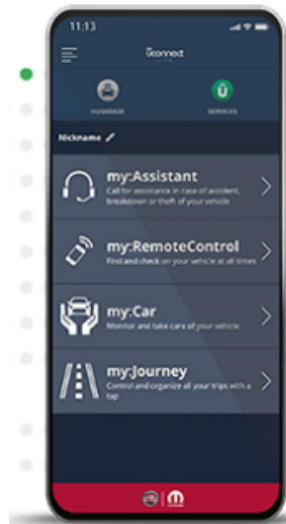 11:13
Uconnect
myGARAGE
SERVICES
Nickname
my:Assistant
Call for assistance in case of accident,
breakdown or theft of your vehicle
my:RemoteControl
Find and check on your vehicle at all times
my:Car
Monitor and take care of your vehicle
my:Journey
Control and organize all your trips with a
tap